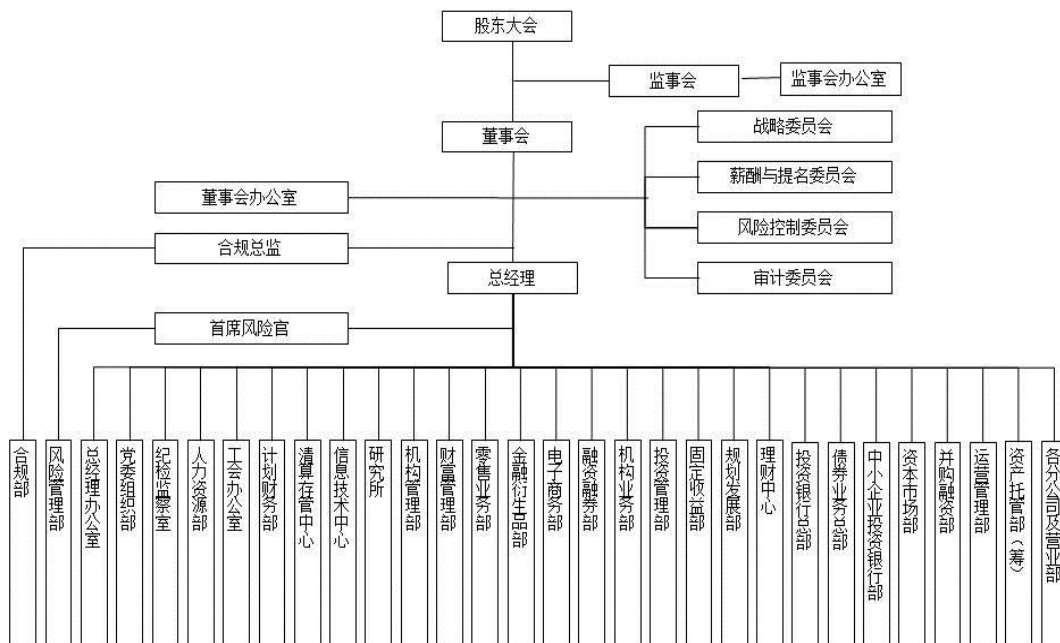 股东大会
监事会
监事会办公室
董事会
战略委员会
薪酬与提名委员会
董事会办公室
风险控制委员会
合规总监
总经理
审计委员会
首席风险官
合规部
风险管理部
总经理办公室
党委组织部
纪检监察室
人力资源部
工会办公室
计划财务部
清算存管中心
信息技术中心
研究所
机构管理部
财富管理部
零售业务部
金融衍生品部
电子商务部
融资融券部
机构业务部
投资管理部
固定收益部
规划发展部
理财中心
投资银行总部
债券业务总部
中小企业投资银行部
资本市场部
并购融资部
运营管理部
资产托管部（筹）
各分公司及营业部